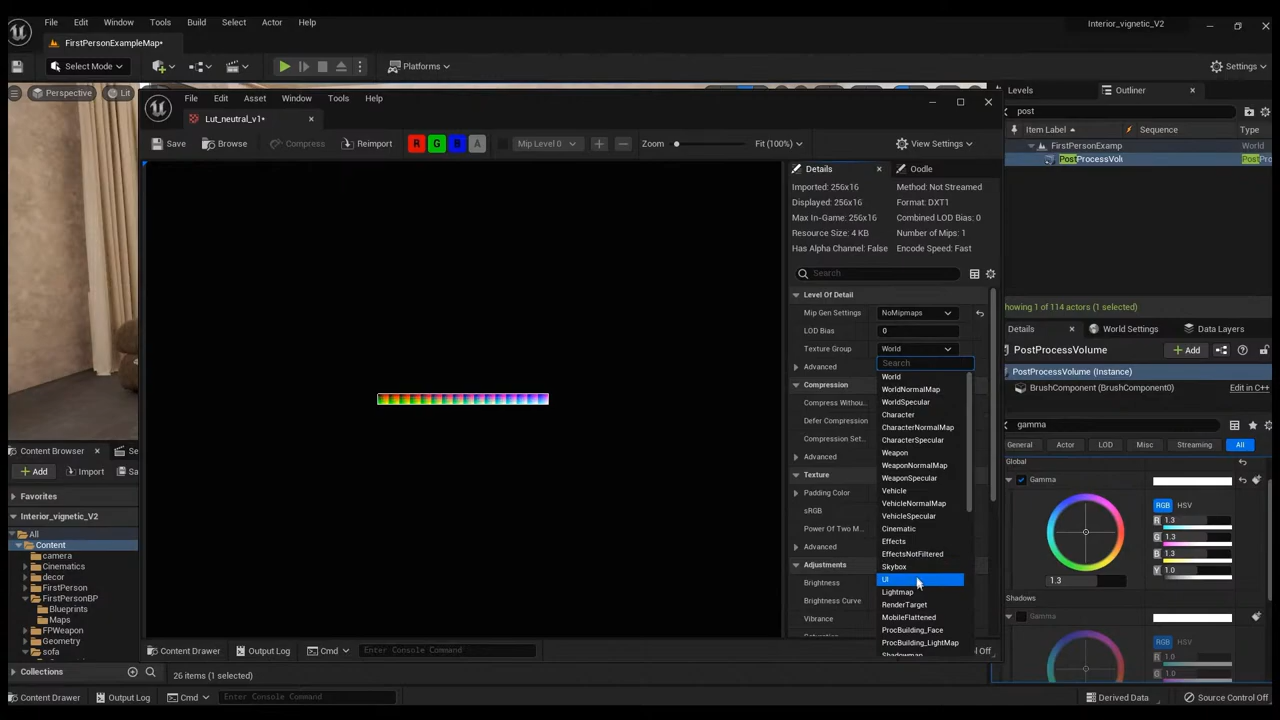 File Edit Window Tools Build Select Actor Help
Interior_vignetic_V2
FirstPersonExampleMap•
Select Mode
Platforms
Settings
Perspective
Lit
File Edit Asset Window Tools Help
Lut_neutral_v1•
Save
Browse
Compress
Reimport
R
G
B
A
Mip Level 0
Zoom
Fit (100%)
View Settings
Details
Oodle
Imported: 256x16
Method: Not Streamed
Displayed: 256x16
Format: DXT1
Max In-Game: 256x16
Combined LOD Bias: 0
Resource Size: 4 KB
Number of Mips: 1
Has Alpha Channel: False
Encode Speed: Fast
Search
Level Of Detail
Mip Gen Settings
NoMipmaps
LOD Bias
0
Texture Group
World
Advanced
Compression
Compress Withou..
Defer Compression
Compression Set..
Advanced
Texture
Padding Color
sRGB
Power Of Two M..
Advanced
Adjustments
Brightness
Brightness Curve
Vibrance
Search
World
WorldNormalMap
WorldSpecular
Character
CharacterNormalMap
CharacterSpecular
Weapon
WeaponNormalMap
WeaponSpecular
Vehicle
VehicleNormalMap
VehicleSpecular
Cinematic
Effects
EffectsNotFiltered
Skybox
UI
Lightmap
RenderTarget
MobileFlattened
ProcBuilding_Face
ProcBuilding_LightMap
Shadowmap
Content Drawer
Output Log
Cmd
Enter Console Command
Off
Levels
Outliner
post
Item Label
Sequence
Type
FirstPersonExamp
World
PostProcessVolu
PostPr
howing 1 of 114 actors (1 selected)
Details
World Settings
Data Layers
PostProcessVolume
Add
PostProcessVolume (Instance)
BrushComponent (BrushComponent0)
Edit in C++
gamma
General
Actor
LOD
Misc
Streaming
All
Global
Gamma
RGB
HSV
R
1.3
G
1.3
B
1.3
Y
1.0
1.3
Shadows
RGB
HSV
R
1.0
G
1.0
Content Browser
Se
Add
Import
Sa
Favorites
Interior_vignetic_V2
All
Content
camera
Cinematics
decor
FirstPerson
FirstPersonBP
Blueprints
Maps
FPWeapon
Geometry
sofa
Collections
26 items (1 selected)
Content Drawer
Output Log
Cmd
Enter Console Command
Derived Data
Source Control Off